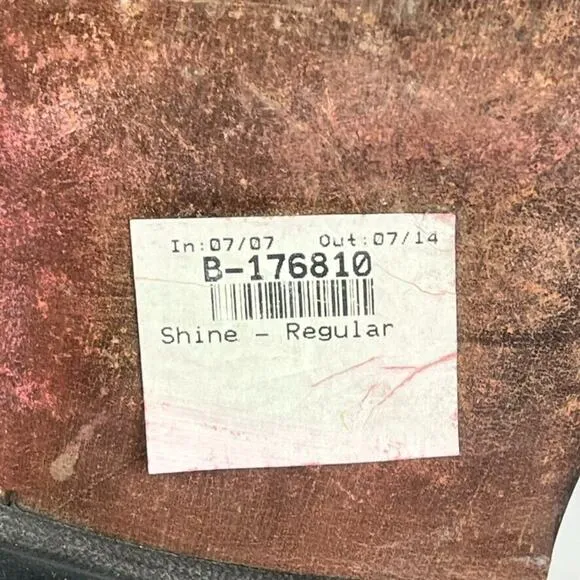 In:07/07 Out:07/14
B-176810
Shine - Regular